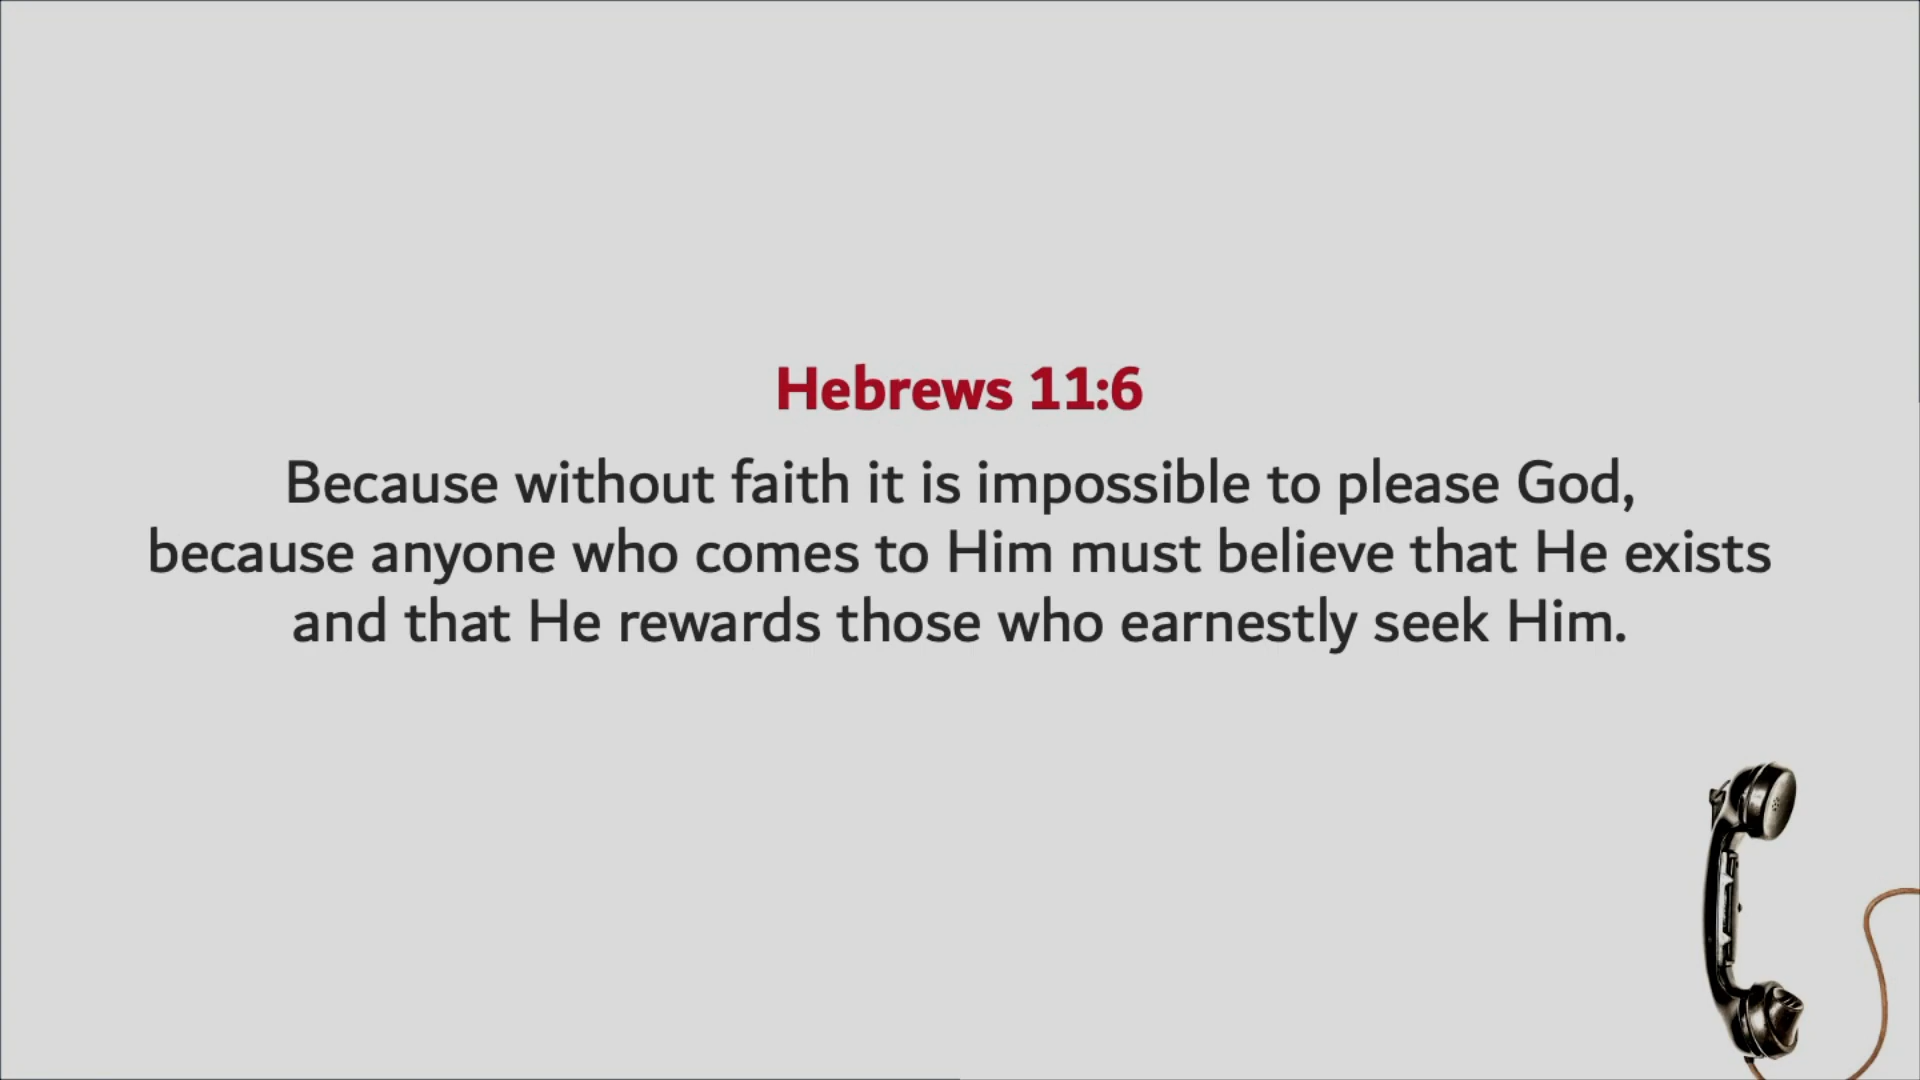 Hebrews 11:6
Because without faith it is impossible to please God,
because anyone who comes to Him must believe that He exists
and that He rewards those who earnestly seek Him.